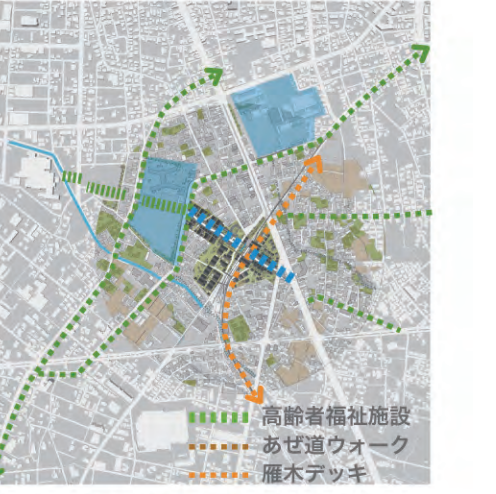 高齢者福祉施設
あぜ道ウォーク
雁木デッキ